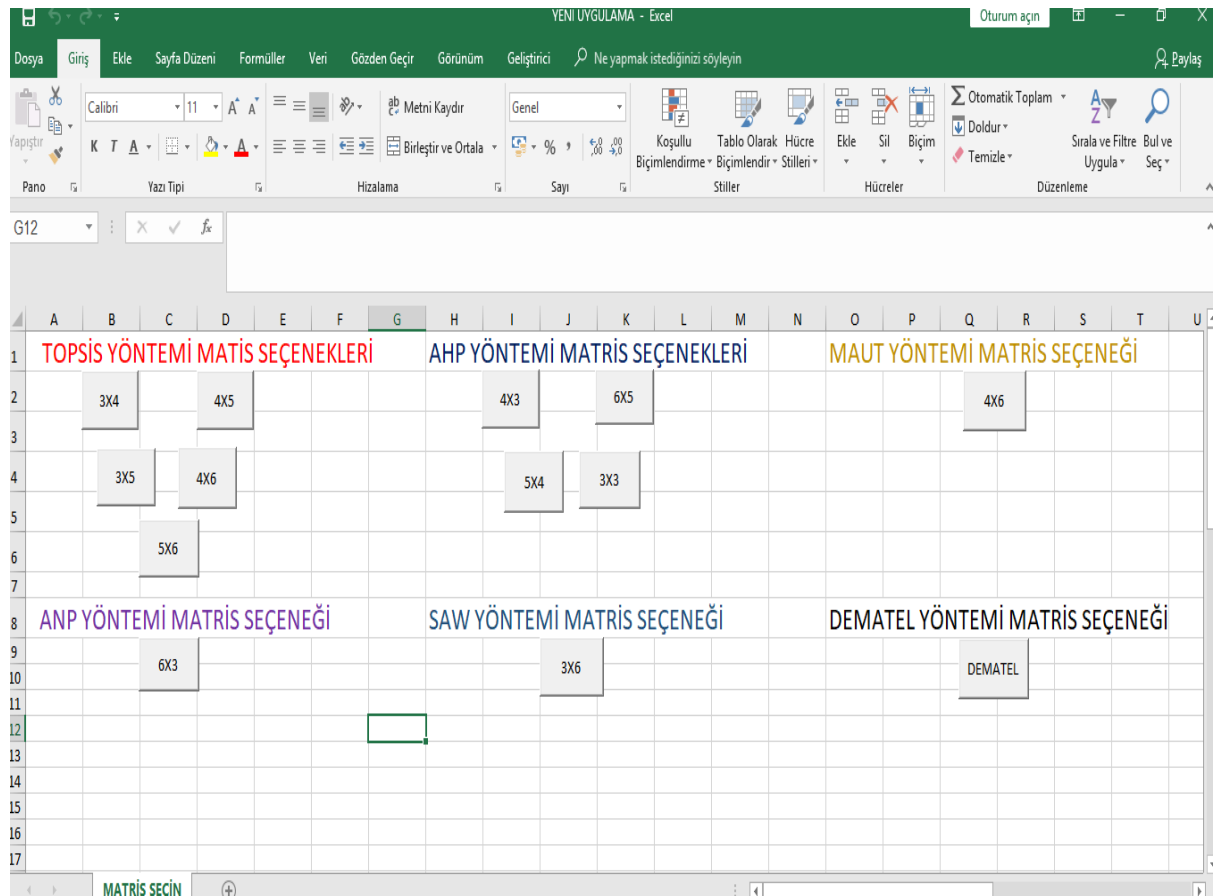 YENI UYGULAMA - Excel
Oturum açın
Dosya Giriş Ekle Sayfa Düzeni Formüller Veri Gözden Geçir Görünüm Geliştirici Ne yapmak istediğinizi söyleyin Paylaş
Calibri 11 Metni Kaydır Genel Otomatik Toplam
Doldur
Yapıştır K T A Birleştir ve Ortala % Koşullu Tablo Olarak Hücre Ekle Sil Biçim Sırala ve Filtre Bul ve
Biçimlendirme Biçimlendir Stilleri Temizle Uygula Seç
Pano Yazı Tipi Hizalama Sayı Stiller Hücreler Düzenleme
G12 fx
A B C D E F G H I J K L M N O P Q R S T U
1 TOPSİS YÖNTEMİ MATİS SEÇENEKLERİ AHP YÖNTEMİ MATRİS SEÇENEKLERİ MAUT YÖNTEMİ MATRİS SEÇENEĞİ
2 3X4 4X5 4X3 6X5 4X6
3
4 3X5 4X6 5X4 3X3
5
6 5X6
7
8 ANP YÖNTEMİ MATRİS SEÇENEĞİ SAW YÖNTEMİ MATRİS SEÇENEĞİ DEMATEL YÖNTEMİ MATRİS SEÇENEĞİ
9 6X3 3X6 DEMATEL
10
11
12
13
14
15
16
17
MATRİS SEÇİN